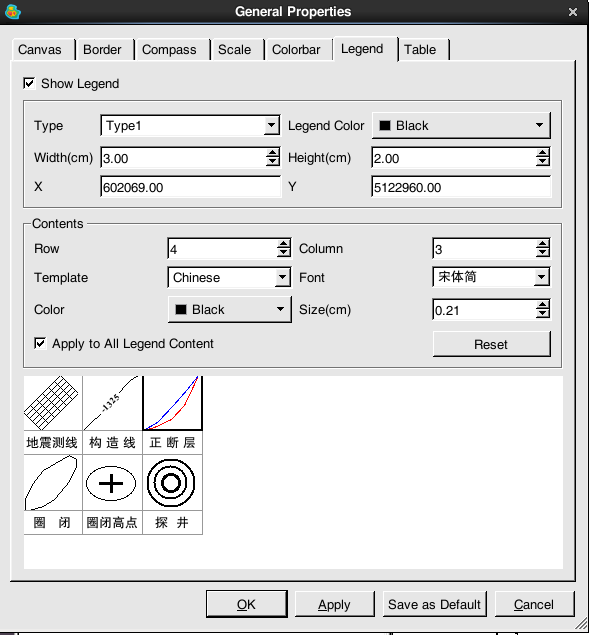 General Properties
Canvas Border Compass Scale Colorbar Legend Table
Show Legend
Type Type1 Legend Color Black
Width(cm) 3.00 Height(cm) 2.00
X 602069.00 Y 5122960.00
Contents
Row 4 Column 3
Template Chinese Font 宋体简
Color Black Size(cm) 0.21
Apply to All Legend Content Reset
-1325
地震测线 构造线 正断层
圈闭 圈闭高点 探井
OK Apply Save as Default Cancel